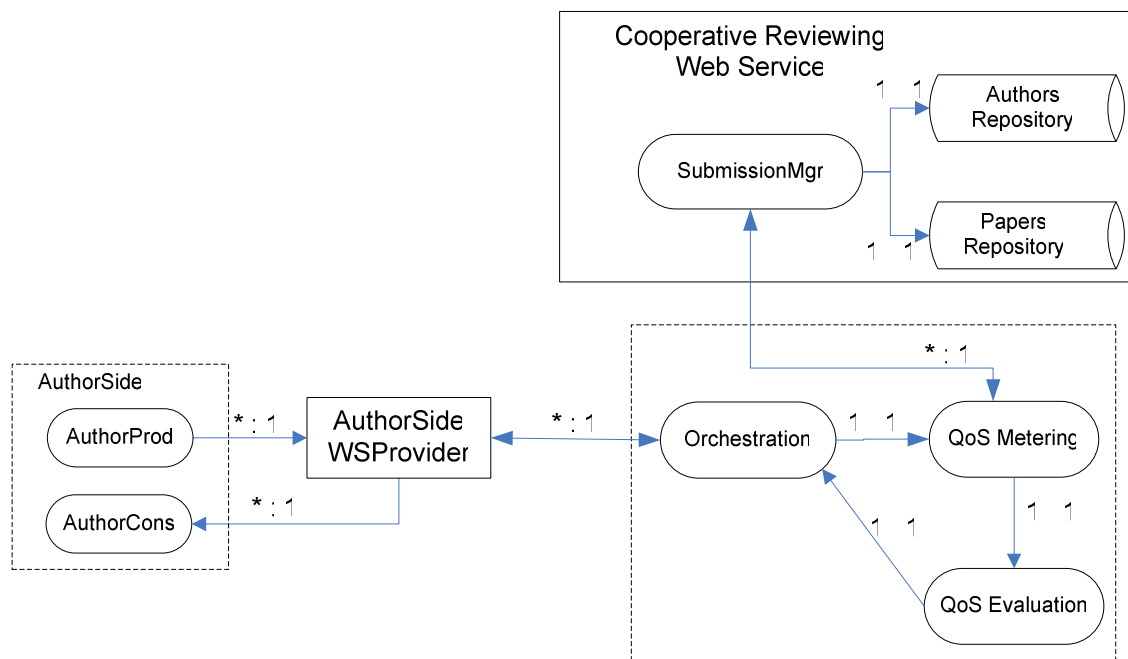 Cooperative Reviewing
Web Service
1 1
Authors
Repository
SubmissionMgr
Papers
Repository
1 1
* : 1
AuthorSide
AuthorProd
* : 1
AuthorSide
WSProvider
* : 1
Orchestration
1 1
QoS Metering
AuthorCons
* : 1
1 1
1 1
QoS Evaluation